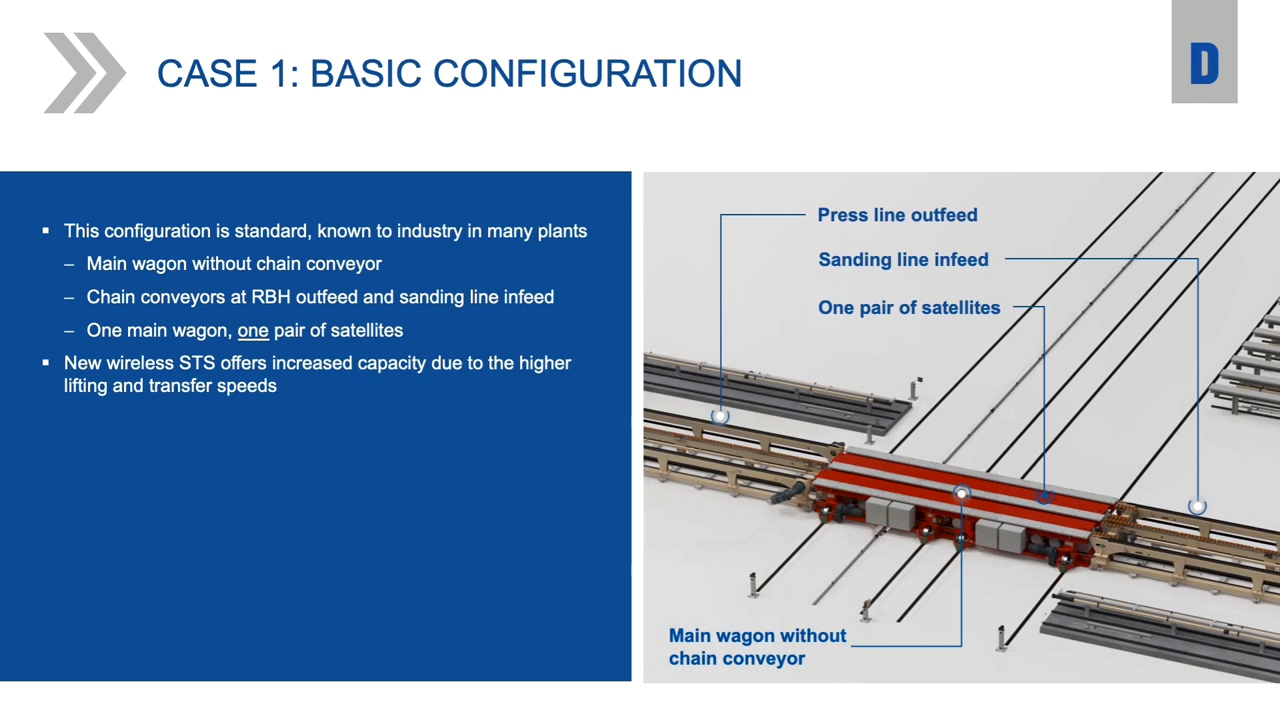 CASE 1: BASIC CONFIGURATION
D
▪ This configuration is standard, known to industry in many plants
– Main wagon without chain conveyor
– Chain conveyors at RBH outfeed and sanding line infeed
– One main wagon, one pair of satellites
▪ New wireless STS offers increased capacity due to the higher
lifting and transfer speeds
Press line outfeed
Sanding line infeed
One pair of satellites
Main wagon without
chain conveyor